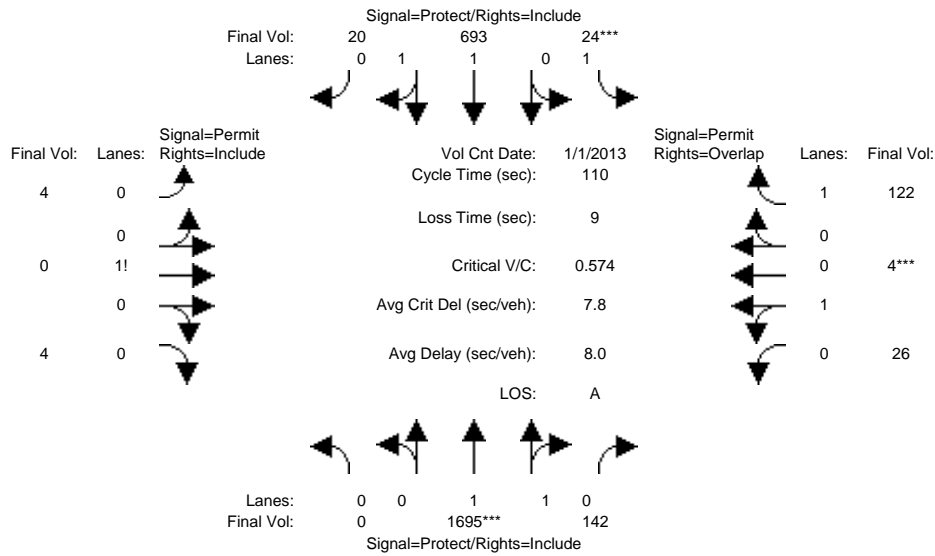 Signal=Protect/Rights=Include
Final Vol: 20 693 24***
Lanes: 0 1 1 0 1
Signal=Permit
Final Vol: Lanes: Rights=Include
Vol Cnt Date: 1/1/2013
Signal=Permit
Rights=Overlap Lanes: Final Vol:
Cycle Time (sec): 110
4 0
1 122
Loss Time (sec): 9
0
0
0 1!
Critical V/C: 0.574
0 4***
0
Avg Crit Del (sec/veh): 7.8
1
4 0
Avg Delay (sec/veh): 8.0
0 26
LOS: A
Lanes: 0 0 1 1 0
Final Vol: 0 1695*** 142
Signal=Protect/Rights=Include